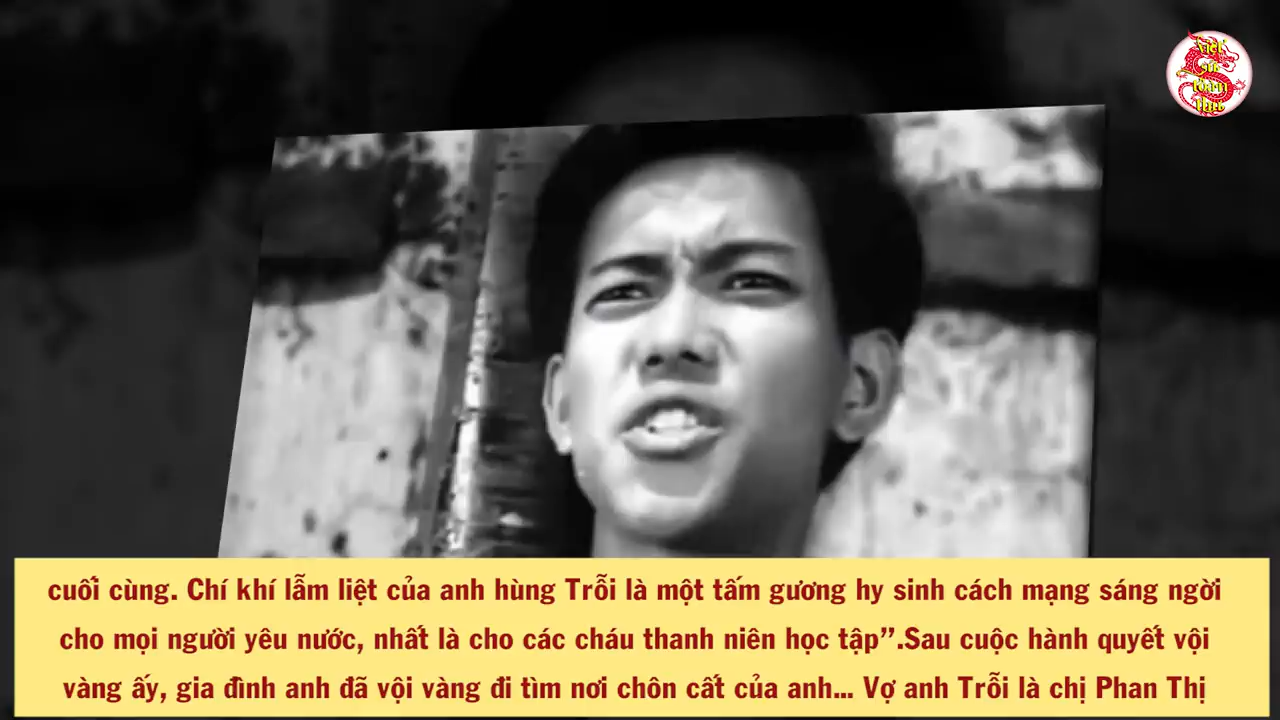 cuối cùng. Chí khí lẫm liệt của anh hùng Trỗi là một tấm gương hy sinh cách mạng sáng ngời
cho mọi người yêu nước, nhất là cho các cháu thanh niên học tập”.Sau cuộc hành quyết vội
vàng ấy, gia đình anh đã vội vàng đi tìm nơi chôn cất của anh... Vợ anh Trỗi là chị Phan Thị